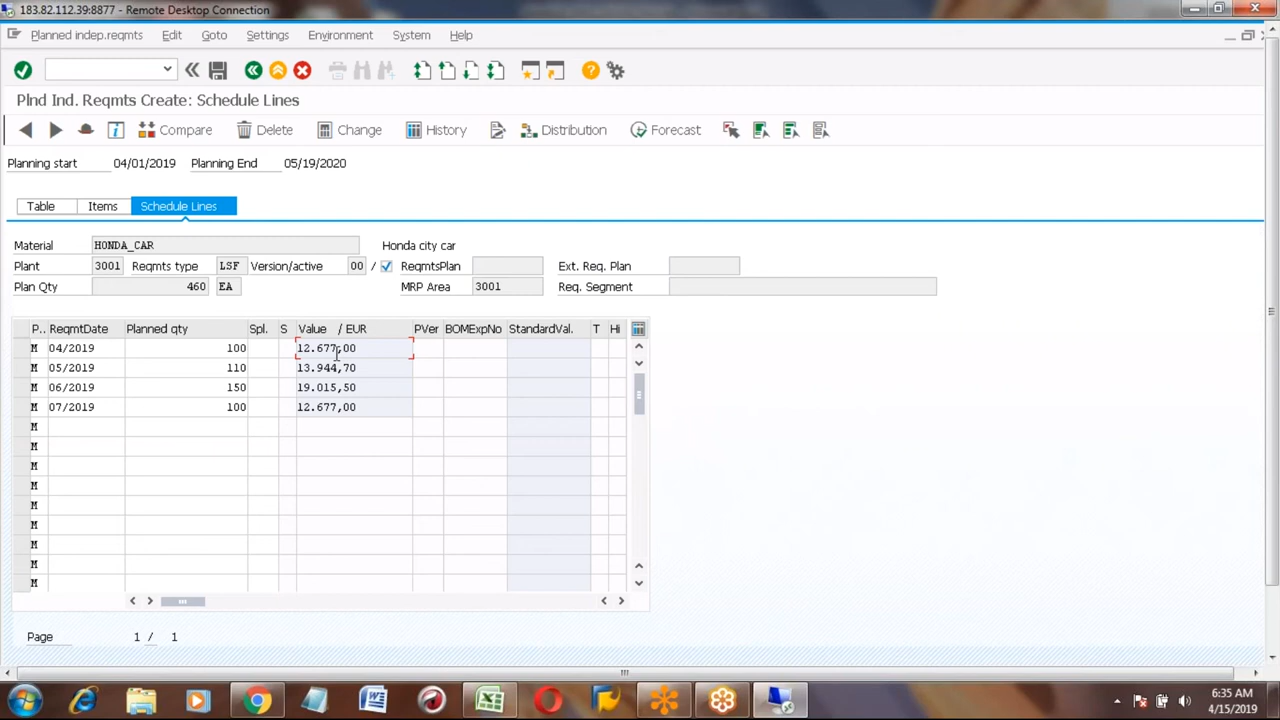 183.82.112.39:8877 - Remote Desktop Connection
Planned indep.reqmts Edit Goto Settings Environment System Help
Plnd Ind. Reqmts Create: Schedule Lines
Compare Delete Change History Distribution Forecast
Planning start 04/01/2019 Planning End 05/19/2020
Table Items Schedule Lines
Material HONDA_CAR Honda city car
Plant 3001 Reqmts type LSF Version/active 00 / ReqmtsPlan Ext. Req. Plan
Plan Qty 460 EA MRP Area 3001 Req. Segment
P.. ReqmtDate Planned qty Spl. S Value / EUR PVer BOMExpNo StandardVal. T Hi
M 04/2019 100 12.677,00
M 05/2019 110 13.944,70
M 06/2019 150 19.015,50
M 07/2019 100 12.677,00
M
M
M
M
M
M
M
M
M
Page 1 / 1
6:35 AM
4/15/2019